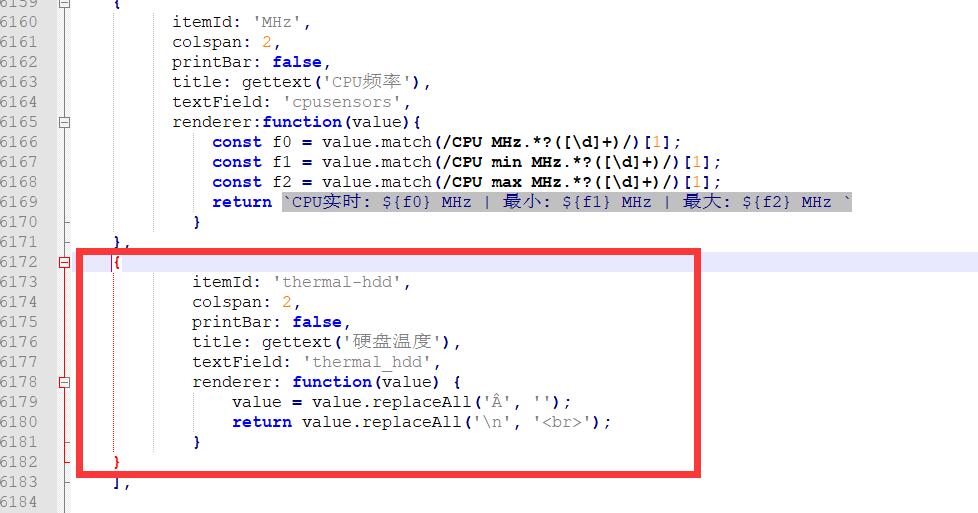 6159 {
6160 itemId: 'MHz',
6161 colspan: 2,
6162 printBar: false,
6163 title: gettext('CPU频率'),
6164 textField: 'cpusensors',
6165 renderer:function(value){
6166 const f0 = value.match(/CPU MHz.*?([\d]+)/)[1];
6167 const f1 = value.match(/CPU min MHz.*?([\d]+)/)[1];
6168 const f2 = value.match(/CPU max MHz.*?([\d]+)/)[1];
6169 return `CPU实时: ${f0} MHz | 最小: ${f1} MHz | 最大: ${f2} MHz `
6170 }
6171 },
6172 {
6173 itemId: 'thermal-hdd',
6174 colspan: 2,
6175 printBar: false,
6176 title: gettext('硬盘温度'),
6177 textField: 'thermal_hdd',
6178 renderer: function(value) {
6179 value = value.replaceAll('Â', '');
6180 return value.replaceAll('\n', '<br>');
6181 }
6182 }
6183 ],
6184